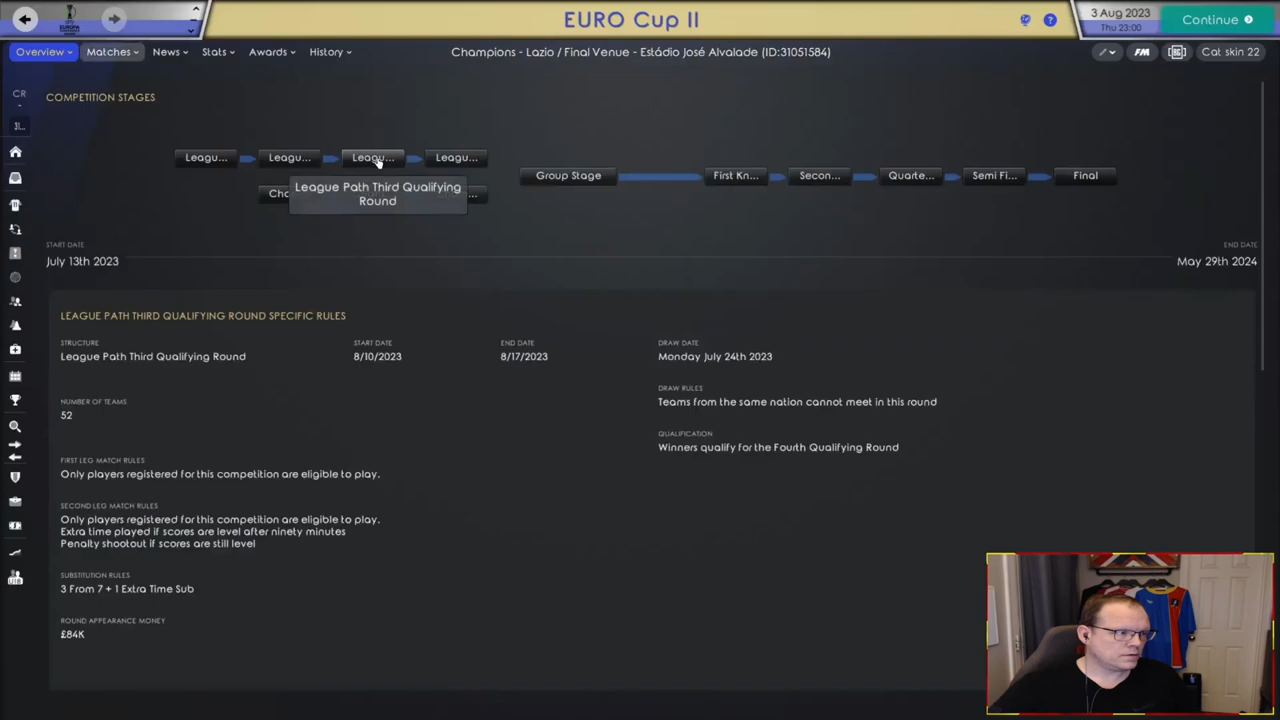 EURO Cup II
3 Aug 2023
Thu 23:00
Continue
Overview
Matches
News
Stats
Awards
History
Champions - Lazio / Final Venue - Estádio José Alvalade (ID:31051584)
FM
Cat skin 22
CR
31...
COMPETITION STAGES
Leagu...
Leagu...
Leagu...
Leagu...
Group Stage
First Kn...
Secon...
Quarte...
Semi Fi...
Final
League Path Third Qualifying
Round
START DATE
July 13th 2023
END DATE
May 29th 2024
LEAGUE PATH THIRD QUALIFYING ROUND SPECIFIC RULES
STRUCTURE
League Path Third Qualifying Round
START DATE
8/10/2023
END DATE
8/17/2023
DRAW DATE
Monday July 24th 2023
DRAW RULES
Teams from the same nation cannot meet in this round
NUMBER OF TEAMS
52
QUALIFICATION
Winners qualify for the Fourth Qualifying Round
FIRST LEG MATCH RULES
Only players registered for this competition are eligible to play.
SECOND LEG MATCH RULES
Only players registered for this competition are eligible to play.
Extra time played if scores are level after ninety minutes
Penalty shootout if scores are still level
SUBSTITUTION RULES
3 From 7 + 1 Extra Time Sub
ROUND APPEARANCE MONEY
£84K